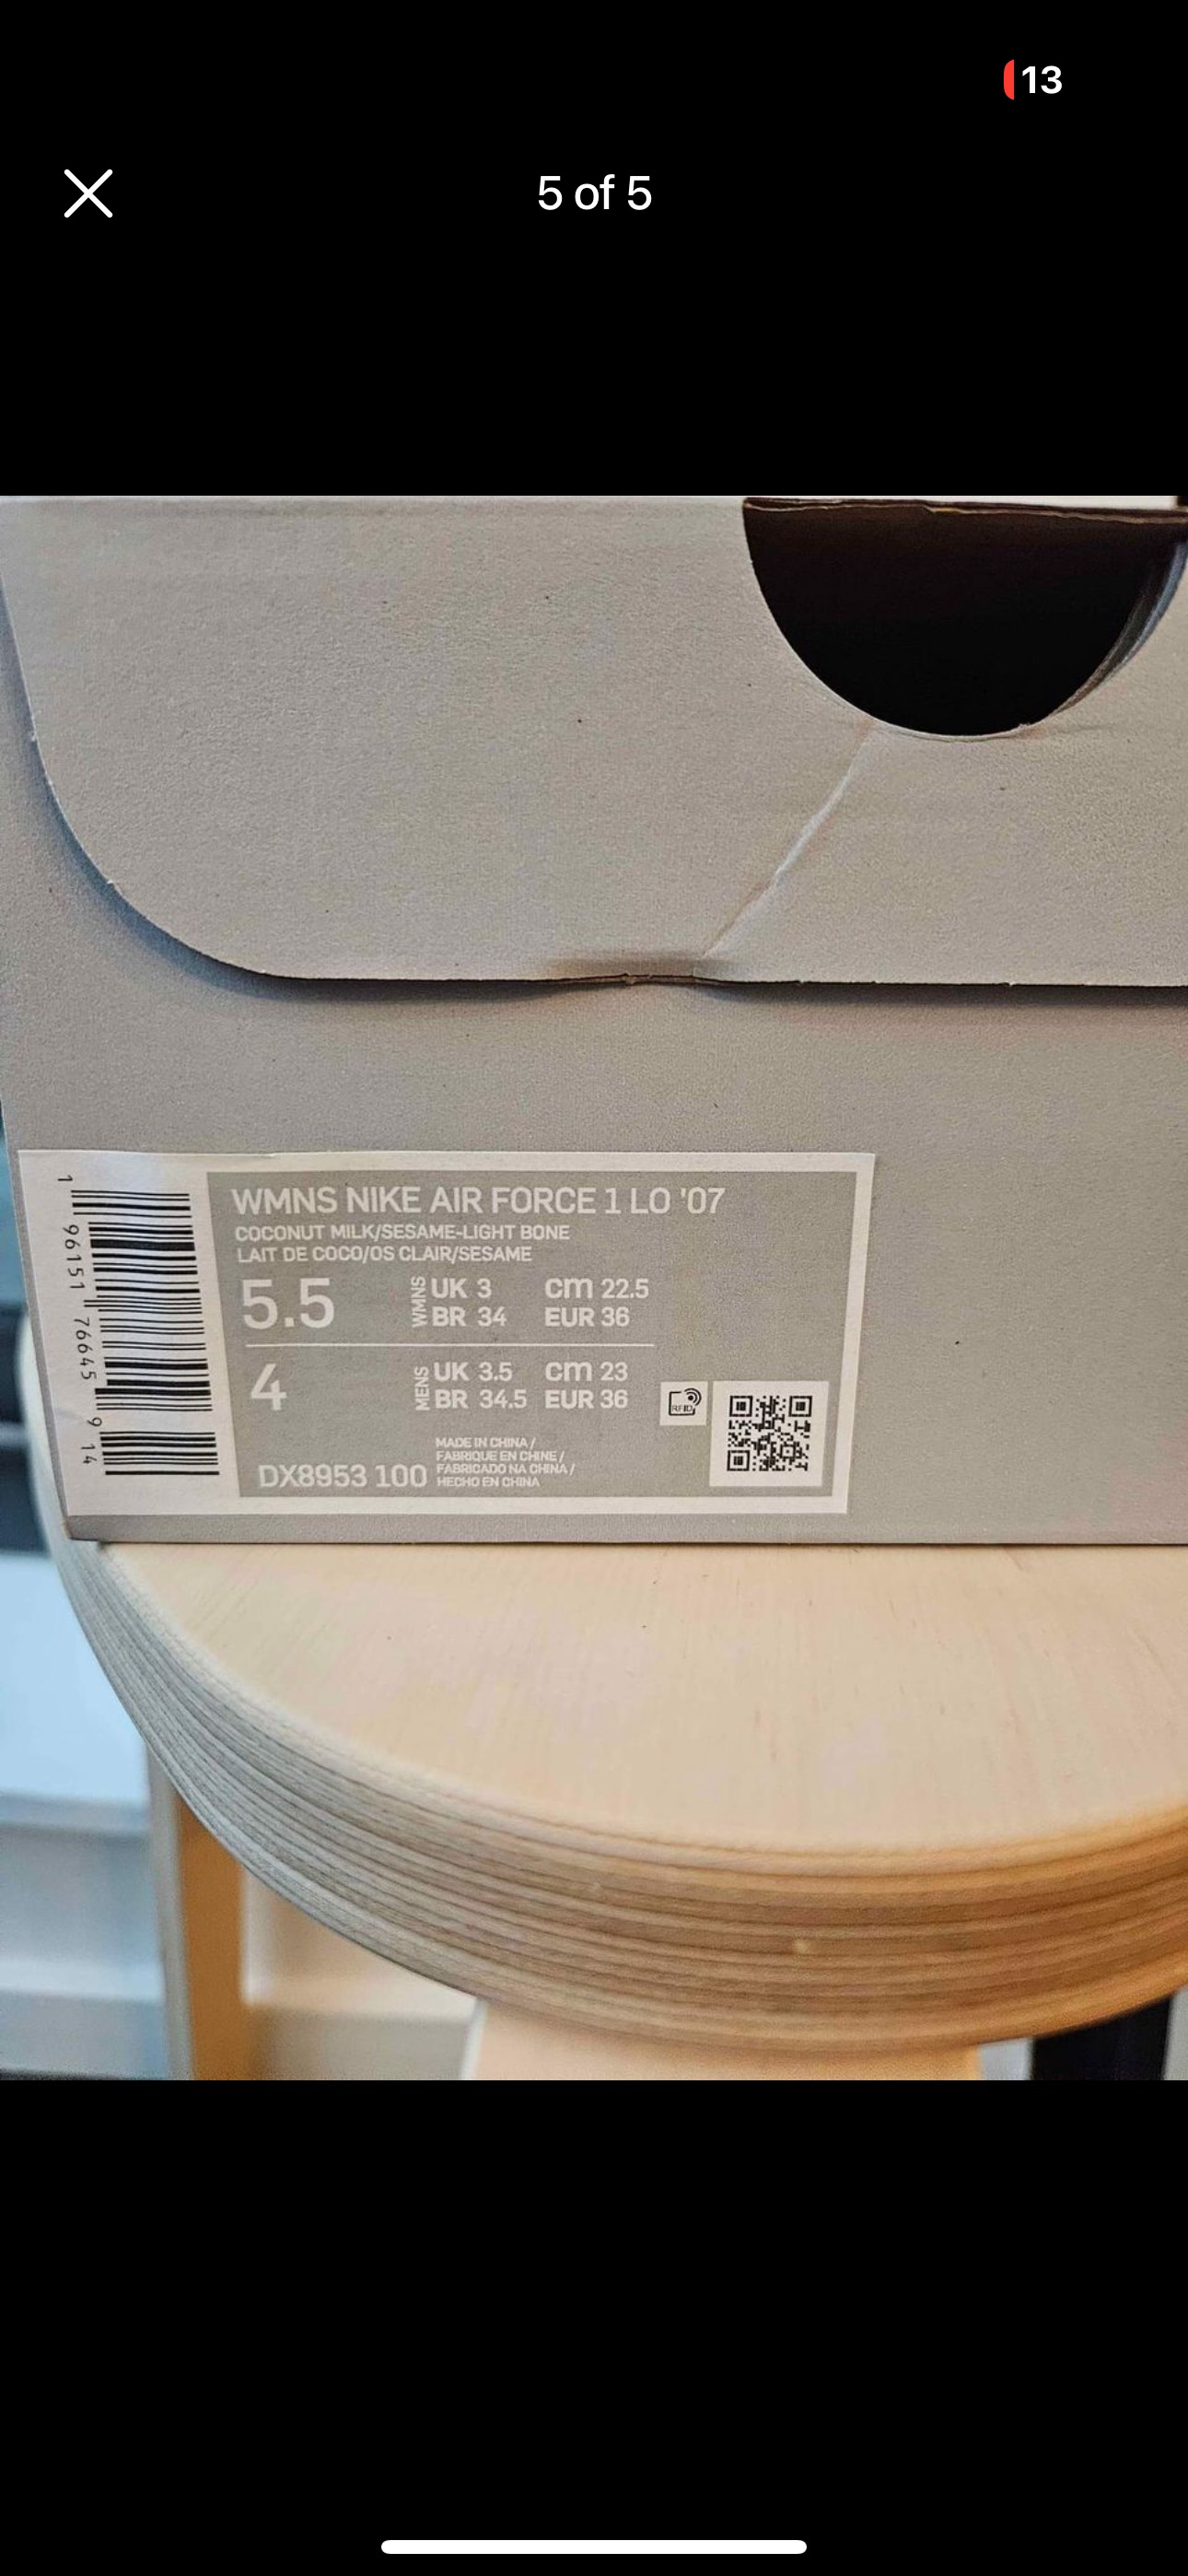 13
5 of 5
WMNS NIKE AIR FORCE 1 LO '07
COCONUT MILK/SESAME-LIGHT BONE
LAIT DE COCO/OS CLAIR/SESAME
5.5
WMNS
UK 3
cm 22.5
BR 34
EUR 36
4
MENS
UK 3.5
cm 23
BR 34.5
EUR 36
RFID
DX8953 100
MADE IN CHINA /
FABRIQUE EN CHINE /
FABRICADO NA CHINA /
HECHO EN CHINA
1 96151 76645 9 14